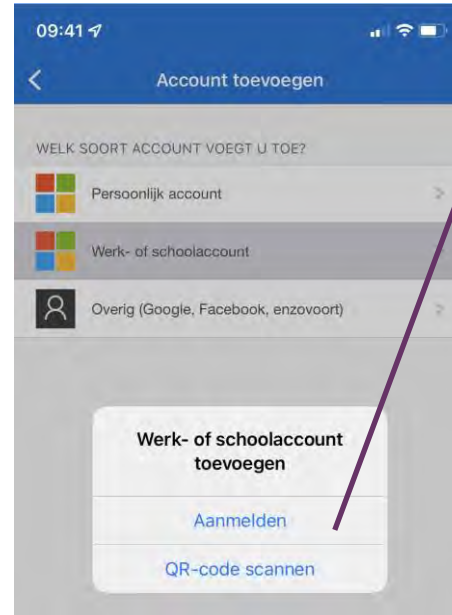 09:41
Account toevoegen
WELK SOORT ACCOUNT VOEGT U TOE?
Persoonlijk account
Werk- of schoolaccount
Overig (Google, Facebook, enzovoort)
Werk- of schoolaccount
toevoegen
Aanmelden
QR-code scannen